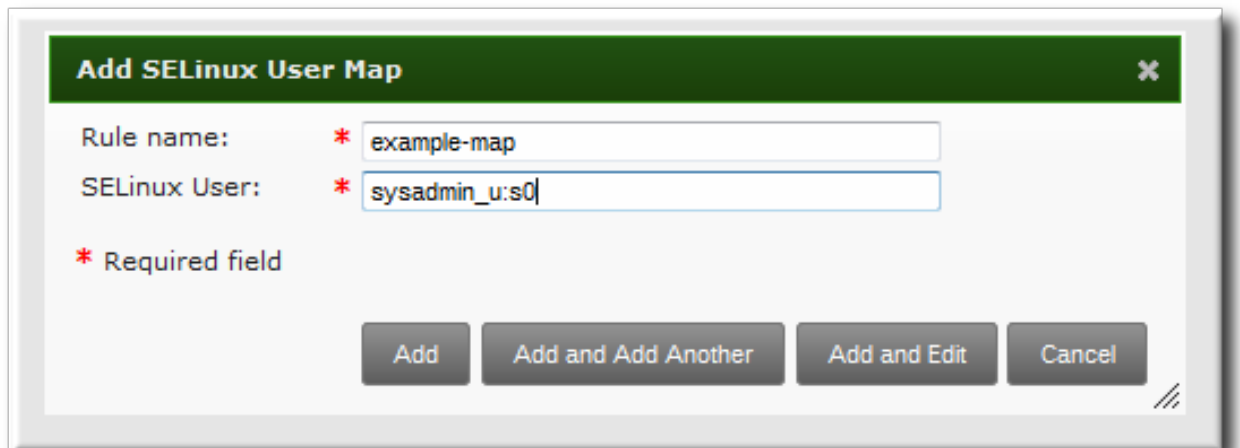 Add SELinux User Map
Rule name: * example-map
SELinux User: * sysadmin_u:s0
* Required field
Add Add and Add Another Add and Edit Cancel